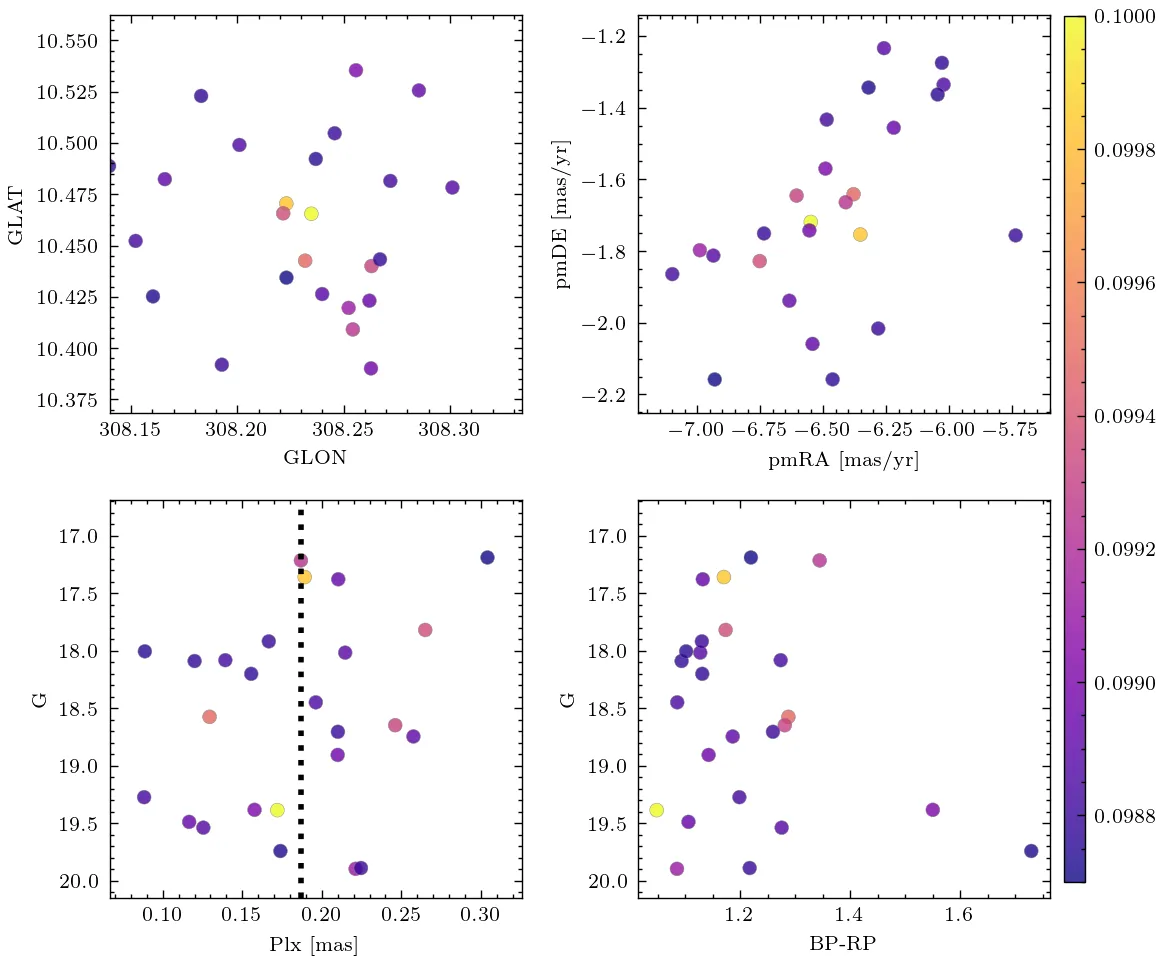 10.550
10.525
10.500
10.475
10.450
10.425
10.400
10.375
GLAT
308.15 308.20 308.25 308.30
GLON
−1.2
−1.4
−1.6
−1.8
−2.0
−2.2
pmDE [mas/yr]
−7.00 −6.75 −6.50 −6.25 −6.00 −5.75
pmRA [mas/yr]
0.1000
0.0998
0.0996
0.0994
0.0992
0.0990
0.0988
17.0
17.5
18.0
18.5
19.0
19.5
20.0
G
0.10 0.15 0.20 0.25 0.30
Plx [mas]
17.0
17.5
18.0
18.5
19.0
19.5
20.0
G
1.2 1.4 1.6
BP-RP